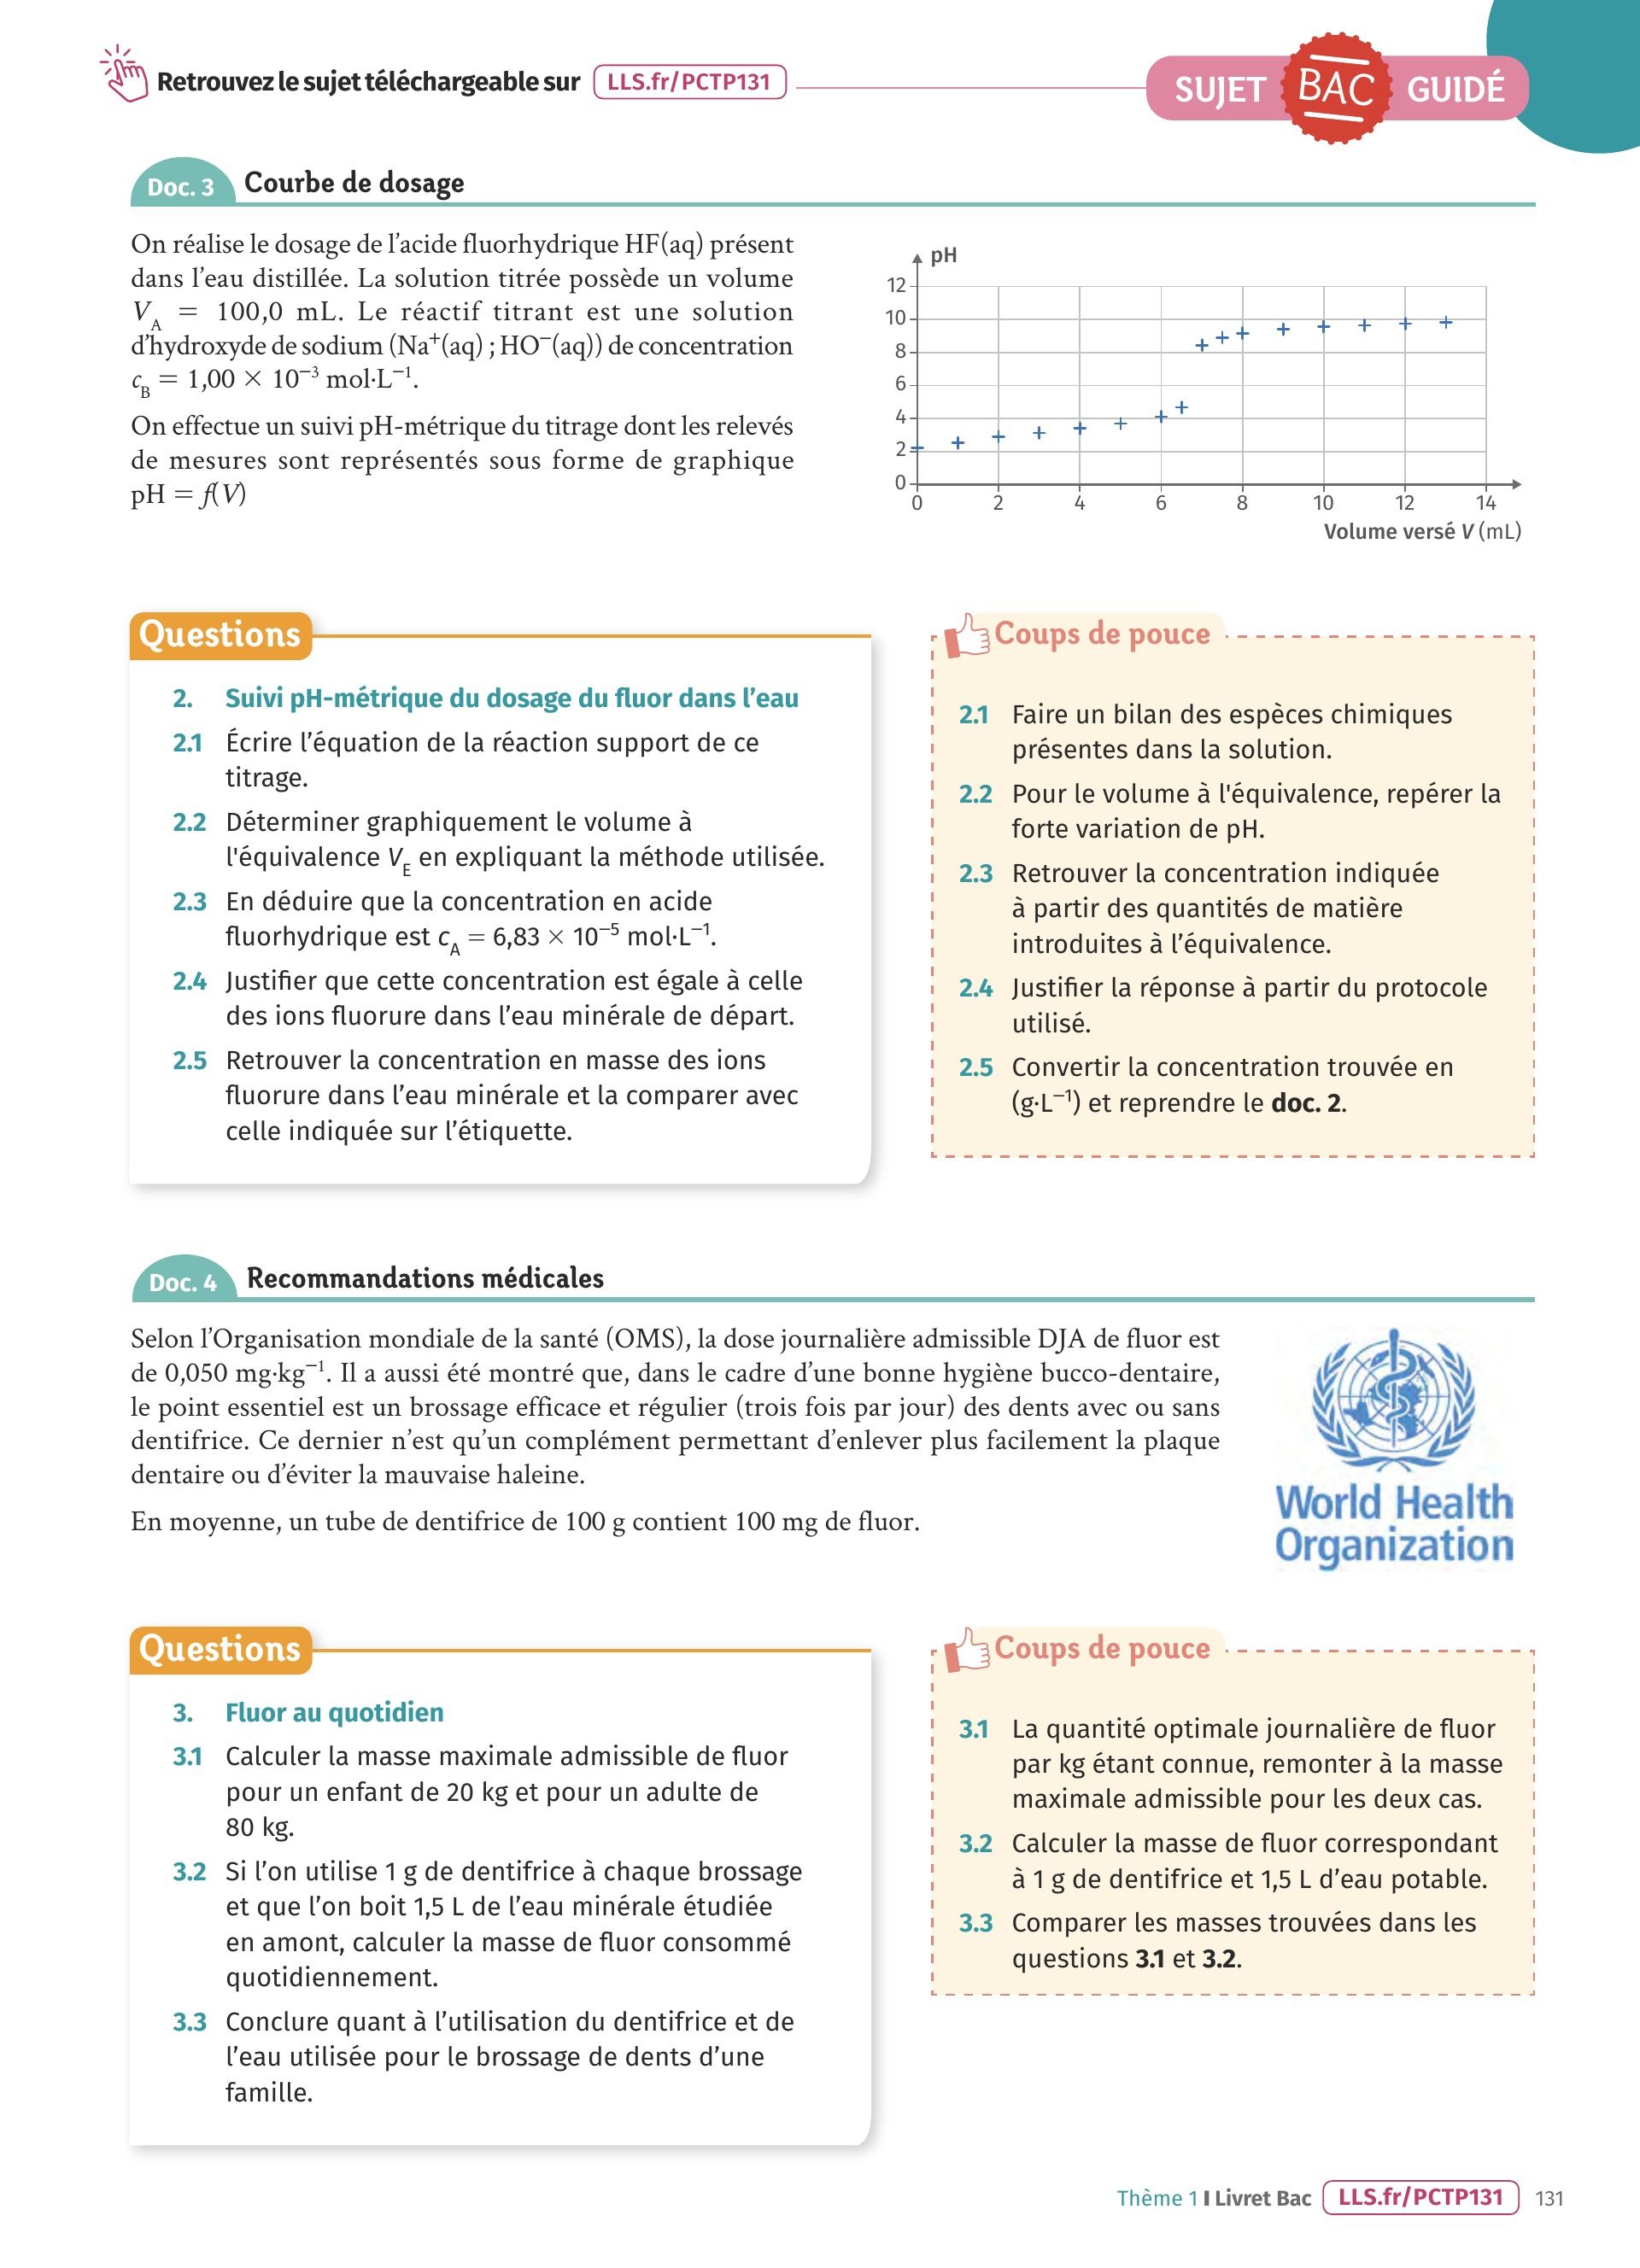 Retrouvez le sujet téléchargeable sur LLS.fr/PCTP131
SUJET BAC GUIDÉ
Doc. 3 Courbe de dosage
On réalise le dosage de l’acide fluorhydrique HF(aq) présent
dans l’eau distillée. La solution titrée possède un volume
V_A = 100,0 mL. Le réactif titrant est une solution
d’hydroxyde de sodium (Na⁺(aq) ; HO⁻(aq)) de concentration
c_B = 1,00 × 10⁻³ mol·L⁻¹.
On effectue un suivi pH-métrique du titrage dont les relevés
de mesures sont représentés sous forme de graphique
pH = f(V)
pH
12
10
8
6
4
2
0
0 2 4 6 8 10 12 14
Volume versé V (mL)
Questions
2. Suivi pH-métrique du dosage du fluor dans l’eau
2.1 Écrire l’équation de la réaction support de ce
titrage.
2.2 Déterminer graphiquement le volume à
l'équivalence V_E en expliquant la méthode utilisée.
2.3 En déduire que la concentration en acide
fluorhydrique est c_A = 6,83 × 10⁻⁵ mol·L⁻¹.
2.4 Justifier que cette concentration est égale à celle
des ions fluorure dans l’eau minérale de départ.
2.5 Retrouver la concentration en masse des ions
fluorure dans l’eau minérale et la comparer avec
celle indiquée sur l’étiquette.
Coups de pouce
2.1 Faire un bilan des espèces chimiques
présentes dans la solution.
2.2 Pour le volume à l'équivalence, repérer la
forte variation de pH.
2.3 Retrouver la concentration indiquée
à partir des quantités de matière
introduites à l’équivalence.
2.4 Justifier la réponse à partir du protocole
utilisé.
2.5 Convertir la concentration trouvée en
(g·L⁻¹) et reprendre le doc. 2.
Doc. 4 Recommandations médicales
Selon l’Organisation mondiale de la santé (OMS), la dose journalière admissible DJA de fluor est
de 0,050 mg·kg⁻¹. Il a aussi été montré que, dans le cadre d’une bonne hygiène bucco-dentaire,
le point essentiel est un brossage efficace et régulier (trois fois par jour) des dents avec ou sans
dentifrice. Ce dernier n’est qu’un complément permettant d’enlever plus facilement la plaque
dentaire ou d’éviter la mauvaise haleine.
En moyenne, un tube de dentifrice de 100 g contient 100 mg de fluor.
World Health
Organization
Questions
3. Fluor au quotidien
3.1 Calculer la masse maximale admissible de fluor
pour un enfant de 20 kg et pour un adulte de
80 kg.
3.2 Si l’on utilise 1 g de dentifrice à chaque brossage
et que l’on boit 1,5 L de l’eau minérale étudiée
en amont, calculer la masse de fluor consommé
quotidiennement.
3.3 Conclure quant à l’utilisation du dentifrice et de
l’eau utilisée pour le brossage de dents d’une
famille.
Coups de pouce
3.1 La quantité optimale journalière de fluor
par kg étant connue, remonter à la masse
maximale admissible pour les deux cas.
3.2 Calculer la masse de fluor correspondant
à 1 g de dentifrice et 1,5 L d’eau potable.
3.3 Comparer les masses trouvées dans les
questions 3.1 et 3.2.
Thème 1 I Livret Bac LLS.fr/PCTP131 131